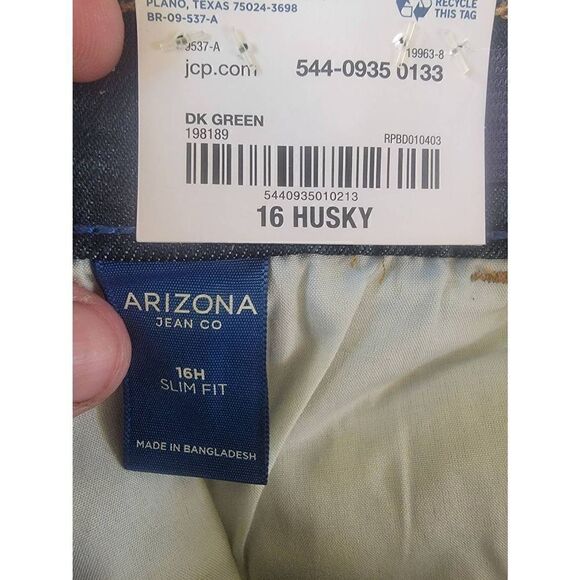 PLANO, TEXAS 75024-3698
BR-09-537-A
RECYCLE
THIS TAG
9537-A
19963-8
jcp.com
544-0935 0133
DK GREEN
198189
RPBD010403
5440935010213
16 HUSKY
ARIZONA
JEAN CO
16H
SLIM FIT
MADE IN BANGLADESH